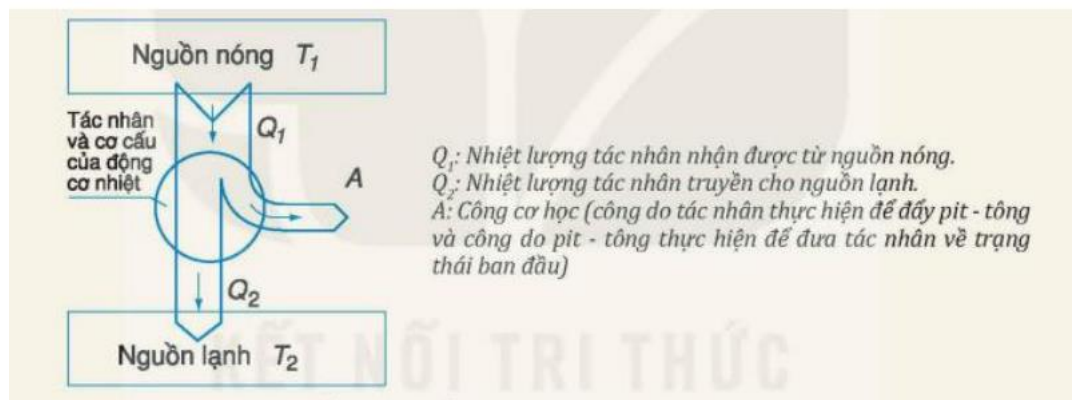 Nguồn nóng T₁
Tác nhân
và cơ cấu
của động
cơ nhiệt
Q₁
A
Q₂
Nguồn lạnh T₂
Q₁: Nhiệt lượng tác nhân nhận được từ nguồn nóng.
Q₂: Nhiệt lượng tác nhân truyền cho nguồn lạnh.
A: Công cơ học (công do tác nhân thực hiện để đẩy pit - tông
và công do pit - tông thực hiện để đưa tác nhân về trạng
thái ban đầu)
KẾT NỐI TRI THỨC